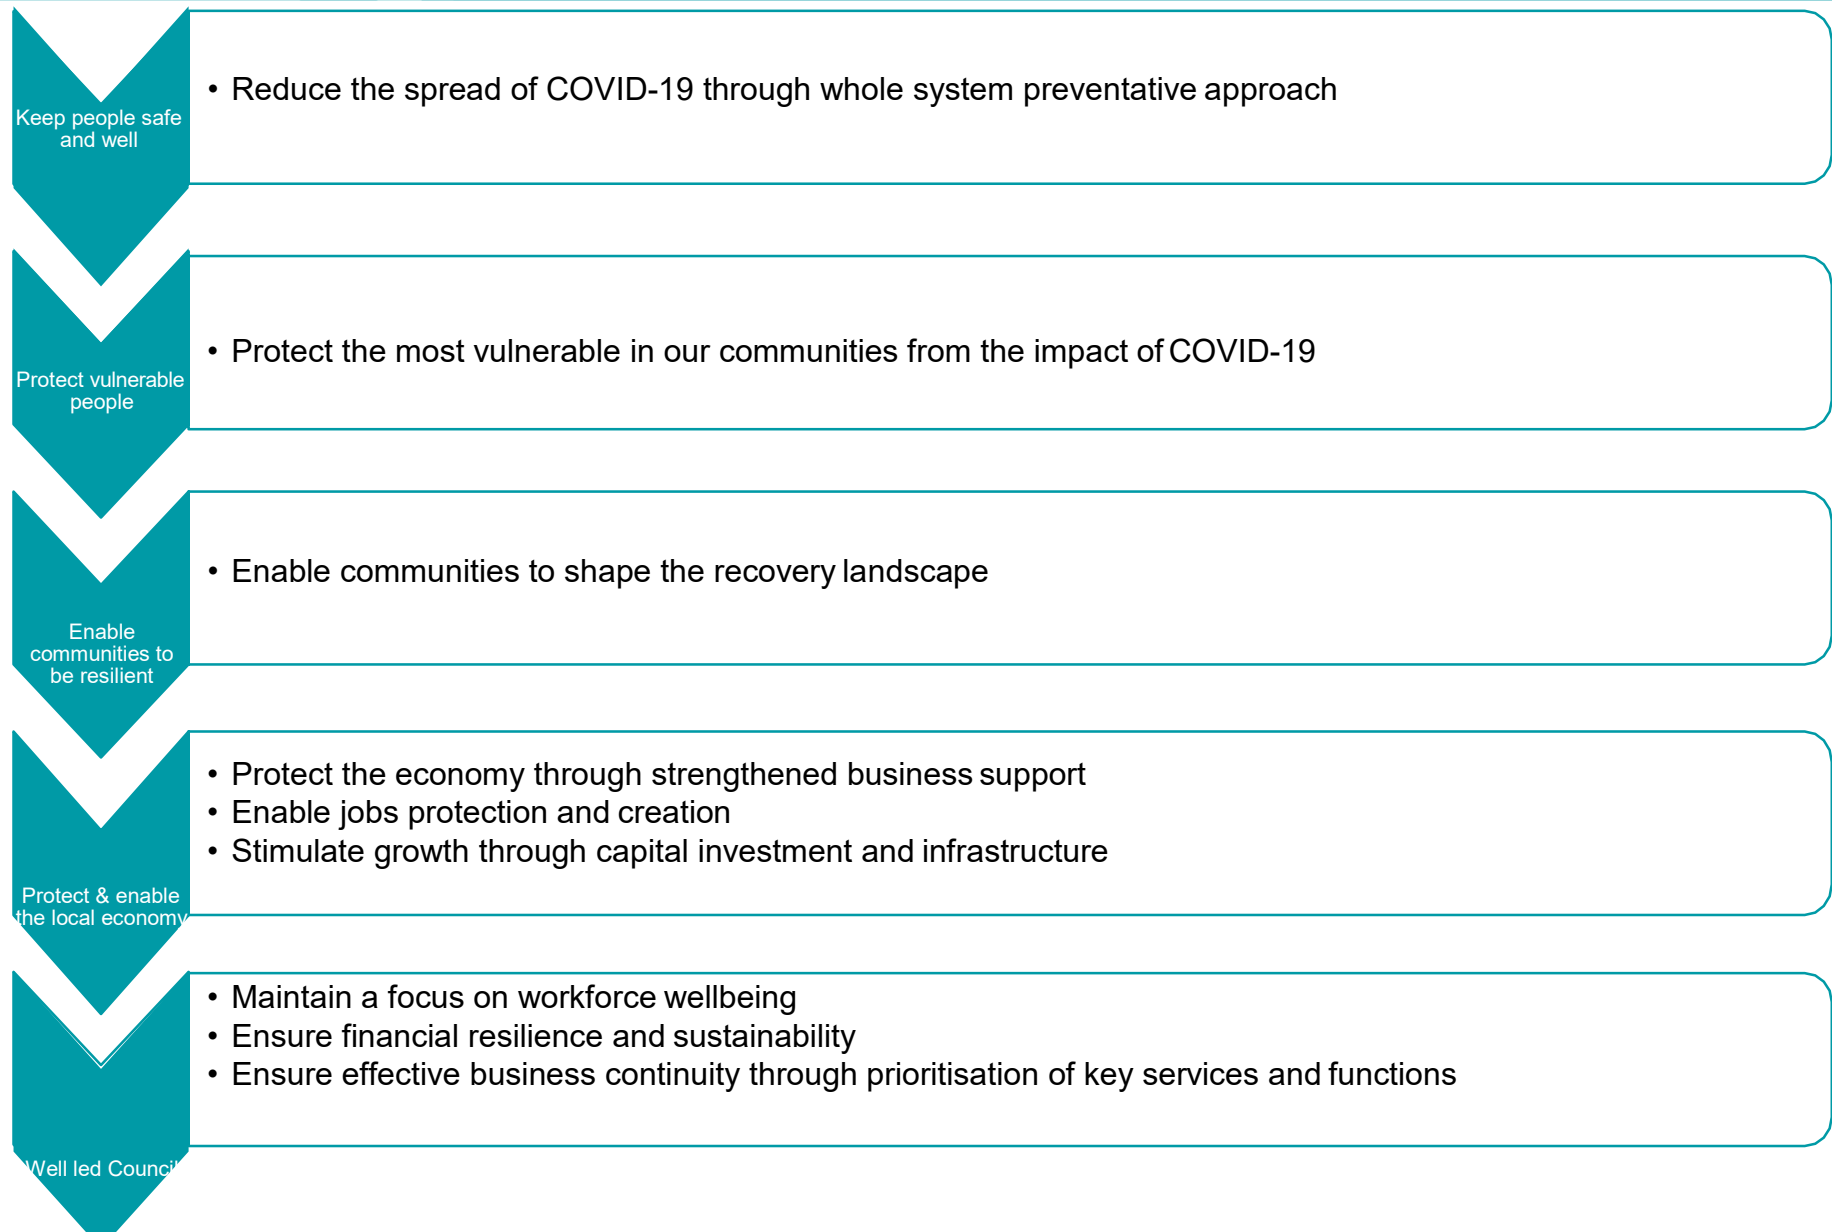 Keep people safe
and well
• Reduce the spread of COVID-19 through whole system preventative approach
Protect vulnerable
people
• Protect the most vulnerable in our communities from the impact of COVID-19
Enable
communities to
be resilient
• Enable communities to shape the recovery landscape
Protect & enable
the local economy
• Protect the economy through strengthened business support
• Enable jobs protection and creation
• Stimulate growth through capital investment and infrastructure
Well led Council
• Maintain a focus on workforce wellbeing
• Ensure financial resilience and sustainability
• Ensure effective business continuity through prioritisation of key services and functions